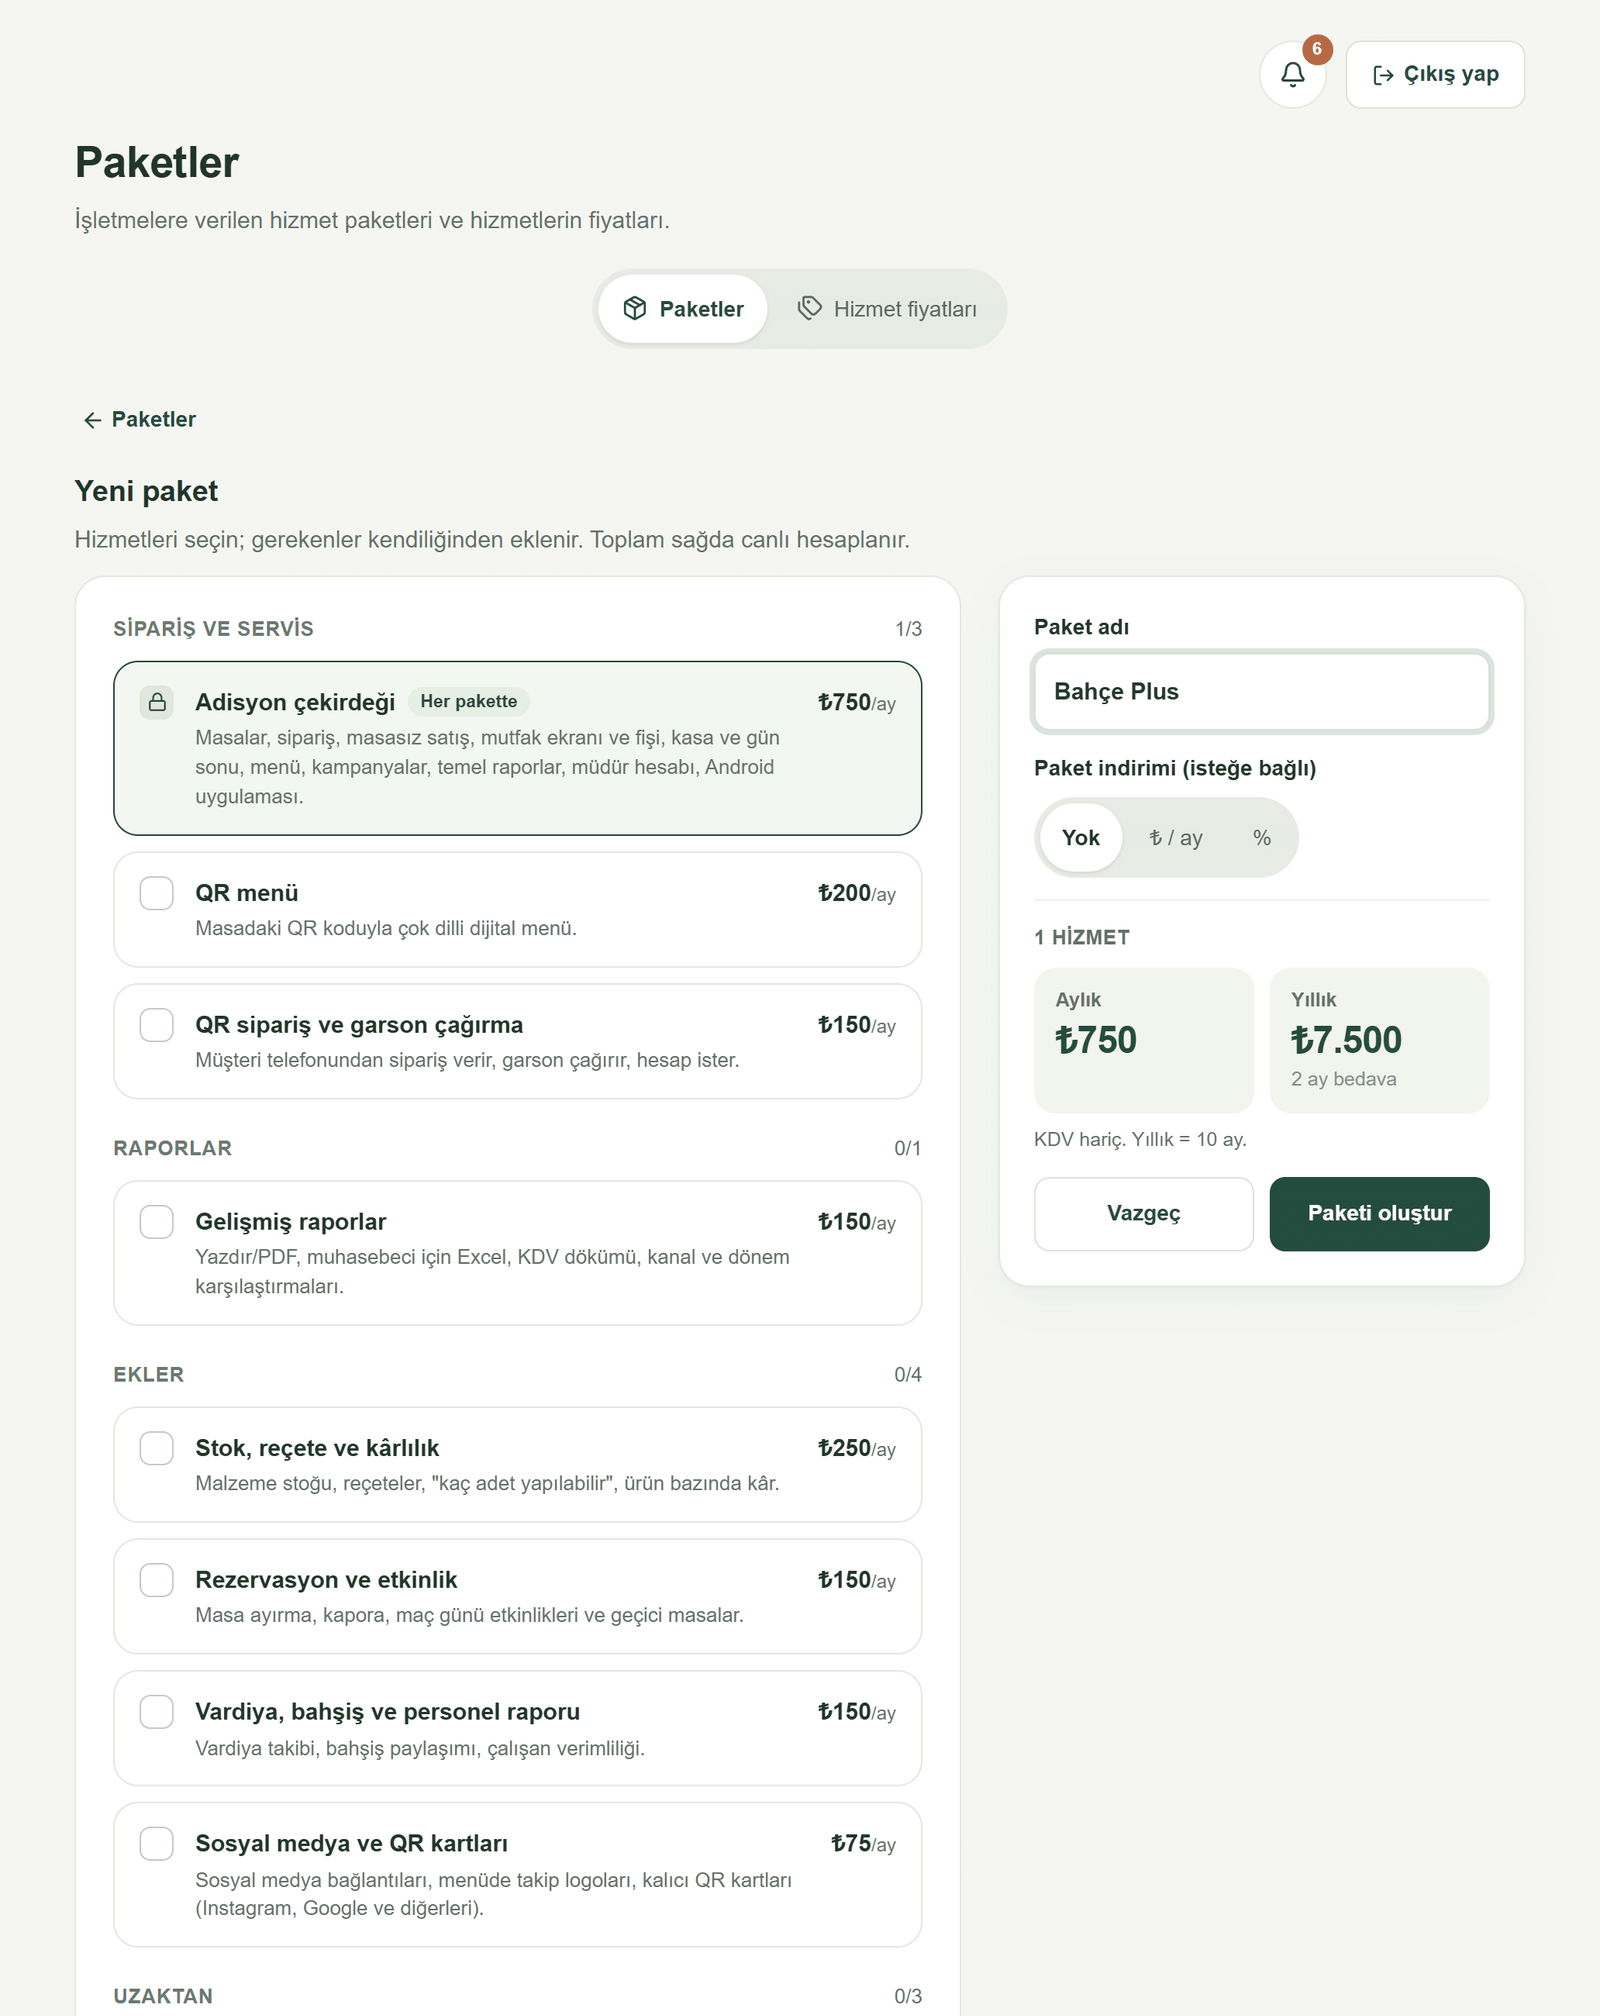 6
Çıkış yap
Paketler
İşletmelere verilen hizmet paketleri ve hizmetlerin fiyatları.
Paketler
Hizmet fiyatları
Paketler
Yeni paket
Hizmetleri seçin; gerekenler kendiliğinden eklenir. Toplam sağda canlı hesaplanır.
SİPARİŞ VE SERVİS
1/3
Adisyon çekirdeği
Her pakette
₺750/ay
Masalar, sipariş, masasız satış, mutfak ekranı ve fişi, kasa ve gün
sonu, menü, kampanyalar, temel raporlar, müdür hesabı, Android
uygulaması.
QR menü
₺200/ay
Masadaki QR koduyla çok dilli dijital menü.
QR sipariş ve garson çağırma
₺150/ay
Müşteri telefonundan sipariş verir, garson çağırır, hesap ister.
RAPORLAR
0/1
Gelişmiş raporlar
₺150/ay
Yazdır/PDF, muhasebeci için Excel, KDV dökümü, kanal ve dönem
karşılaştırmaları.
EKLER
0/4
Stok, reçete ve kârlılık
₺250/ay
Malzeme stoğu, reçeteler, "kaç adet yapılabilir", ürün bazında kâr.
Rezervasyon ve etkinlik
₺150/ay
Masa ayırma, kapora, maç günü etkinlikleri ve geçici masalar.
Vardiya, bahşiş ve personel raporu
₺150/ay
Vardiya takibi, bahşiş paylaşımı, çalışan verimliliği.
Sosyal medya ve QR kartları
₺75/ay
Sosyal medya bağlantıları, menüde takip logoları, kalıcı QR kartları
(Instagram, Google ve diğerleri).
UZAKTAN
0/3
Paket adı
Bahçe Plus
Paket indirimi (isteğe bağlı)
Yok
₺ / ay
%
1 HİZMET
Aylık
₺750
Yıllık
₺7.500
2 ay bedava
KDV hariç. Yıllık = 10 ay.
Vazgeç
Paketi oluştur